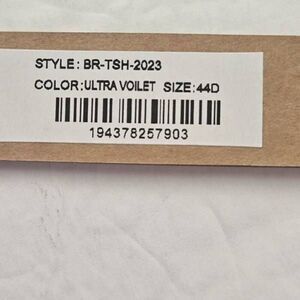 STYLE: BR-TSH-2023
COLOR:ULTRA VOILET SIZE:44D
194378257903